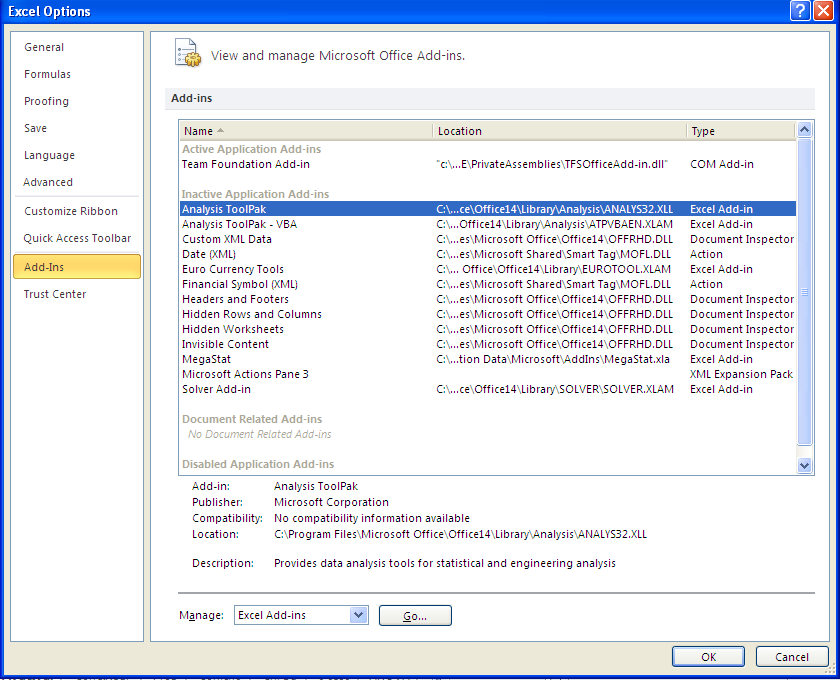 Excel Options
General
Formulas
Proofing
Save
Language
Advanced
Customize Ribbon
Quick Access Toolbar
Add-Ins
Trust Center
View and manage Microsoft Office Add-ins.
Add-ins
Name Location Type
Active Application Add-ins
Team Foundation Add-in "c:\...E\PrivateAssemblies\TFSOfficeAdd-in.dll" COM Add-in
Inactive Application Add-ins
Analysis ToolPak C:\...ce\Office14\Library\Analysis\ANALYS32.XLL Excel Add-in
Analysis ToolPak - VBA C:\...Office14\Library\Analysis\ATPVBAEN.XLAM Excel Add-in
Custom XML Data C:\...es\Microsoft Office\Office14\OFFRHD.DLL Document Inspector
Date (XML) C:\...es\Microsoft Shared\Smart Tag\MOFL.DLL Action
Euro Currency Tools C:\... Office\Office14\Library\EUROTOOL.XLAM Excel Add-in
Financial Symbol (XML) C:\...es\Microsoft Shared\Smart Tag\MOFL.DLL Action
Headers and Footers C:\...es\Microsoft Office\Office14\OFFRHD.DLL Document Inspector
Hidden Rows and Columns C:\...es\Microsoft Office\Office14\OFFRHD.DLL Document Inspector
Hidden Worksheets C:\...es\Microsoft Office\Office14\OFFRHD.DLL Document Inspector
Invisible Content C:\...es\Microsoft Office\Office14\OFFRHD.DLL Document Inspector
MegaStat C:\...tion Data\Microsoft\AddIns\MegaStat.xla Excel Add-in
Microsoft Actions Pane 3 XML Expansion Pack
Solver Add-in C:\...ce\Office14\Library\SOLVER\SOLVER.XLAM Excel Add-in
Document Related Add-ins
No Document Related Add-ins
Disabled Application Add-ins
Add-in: Analysis ToolPak
Publisher: Microsoft Corporation
Compatibility: No compatibility information available
Location: C:\Program Files\Microsoft Office\Office14\Library\Analysis\ANALYS32.XLL
Description: Provides data analysis tools for statistical and engineering analysis
Manage: Excel Add-ins Go...
OK Cancel